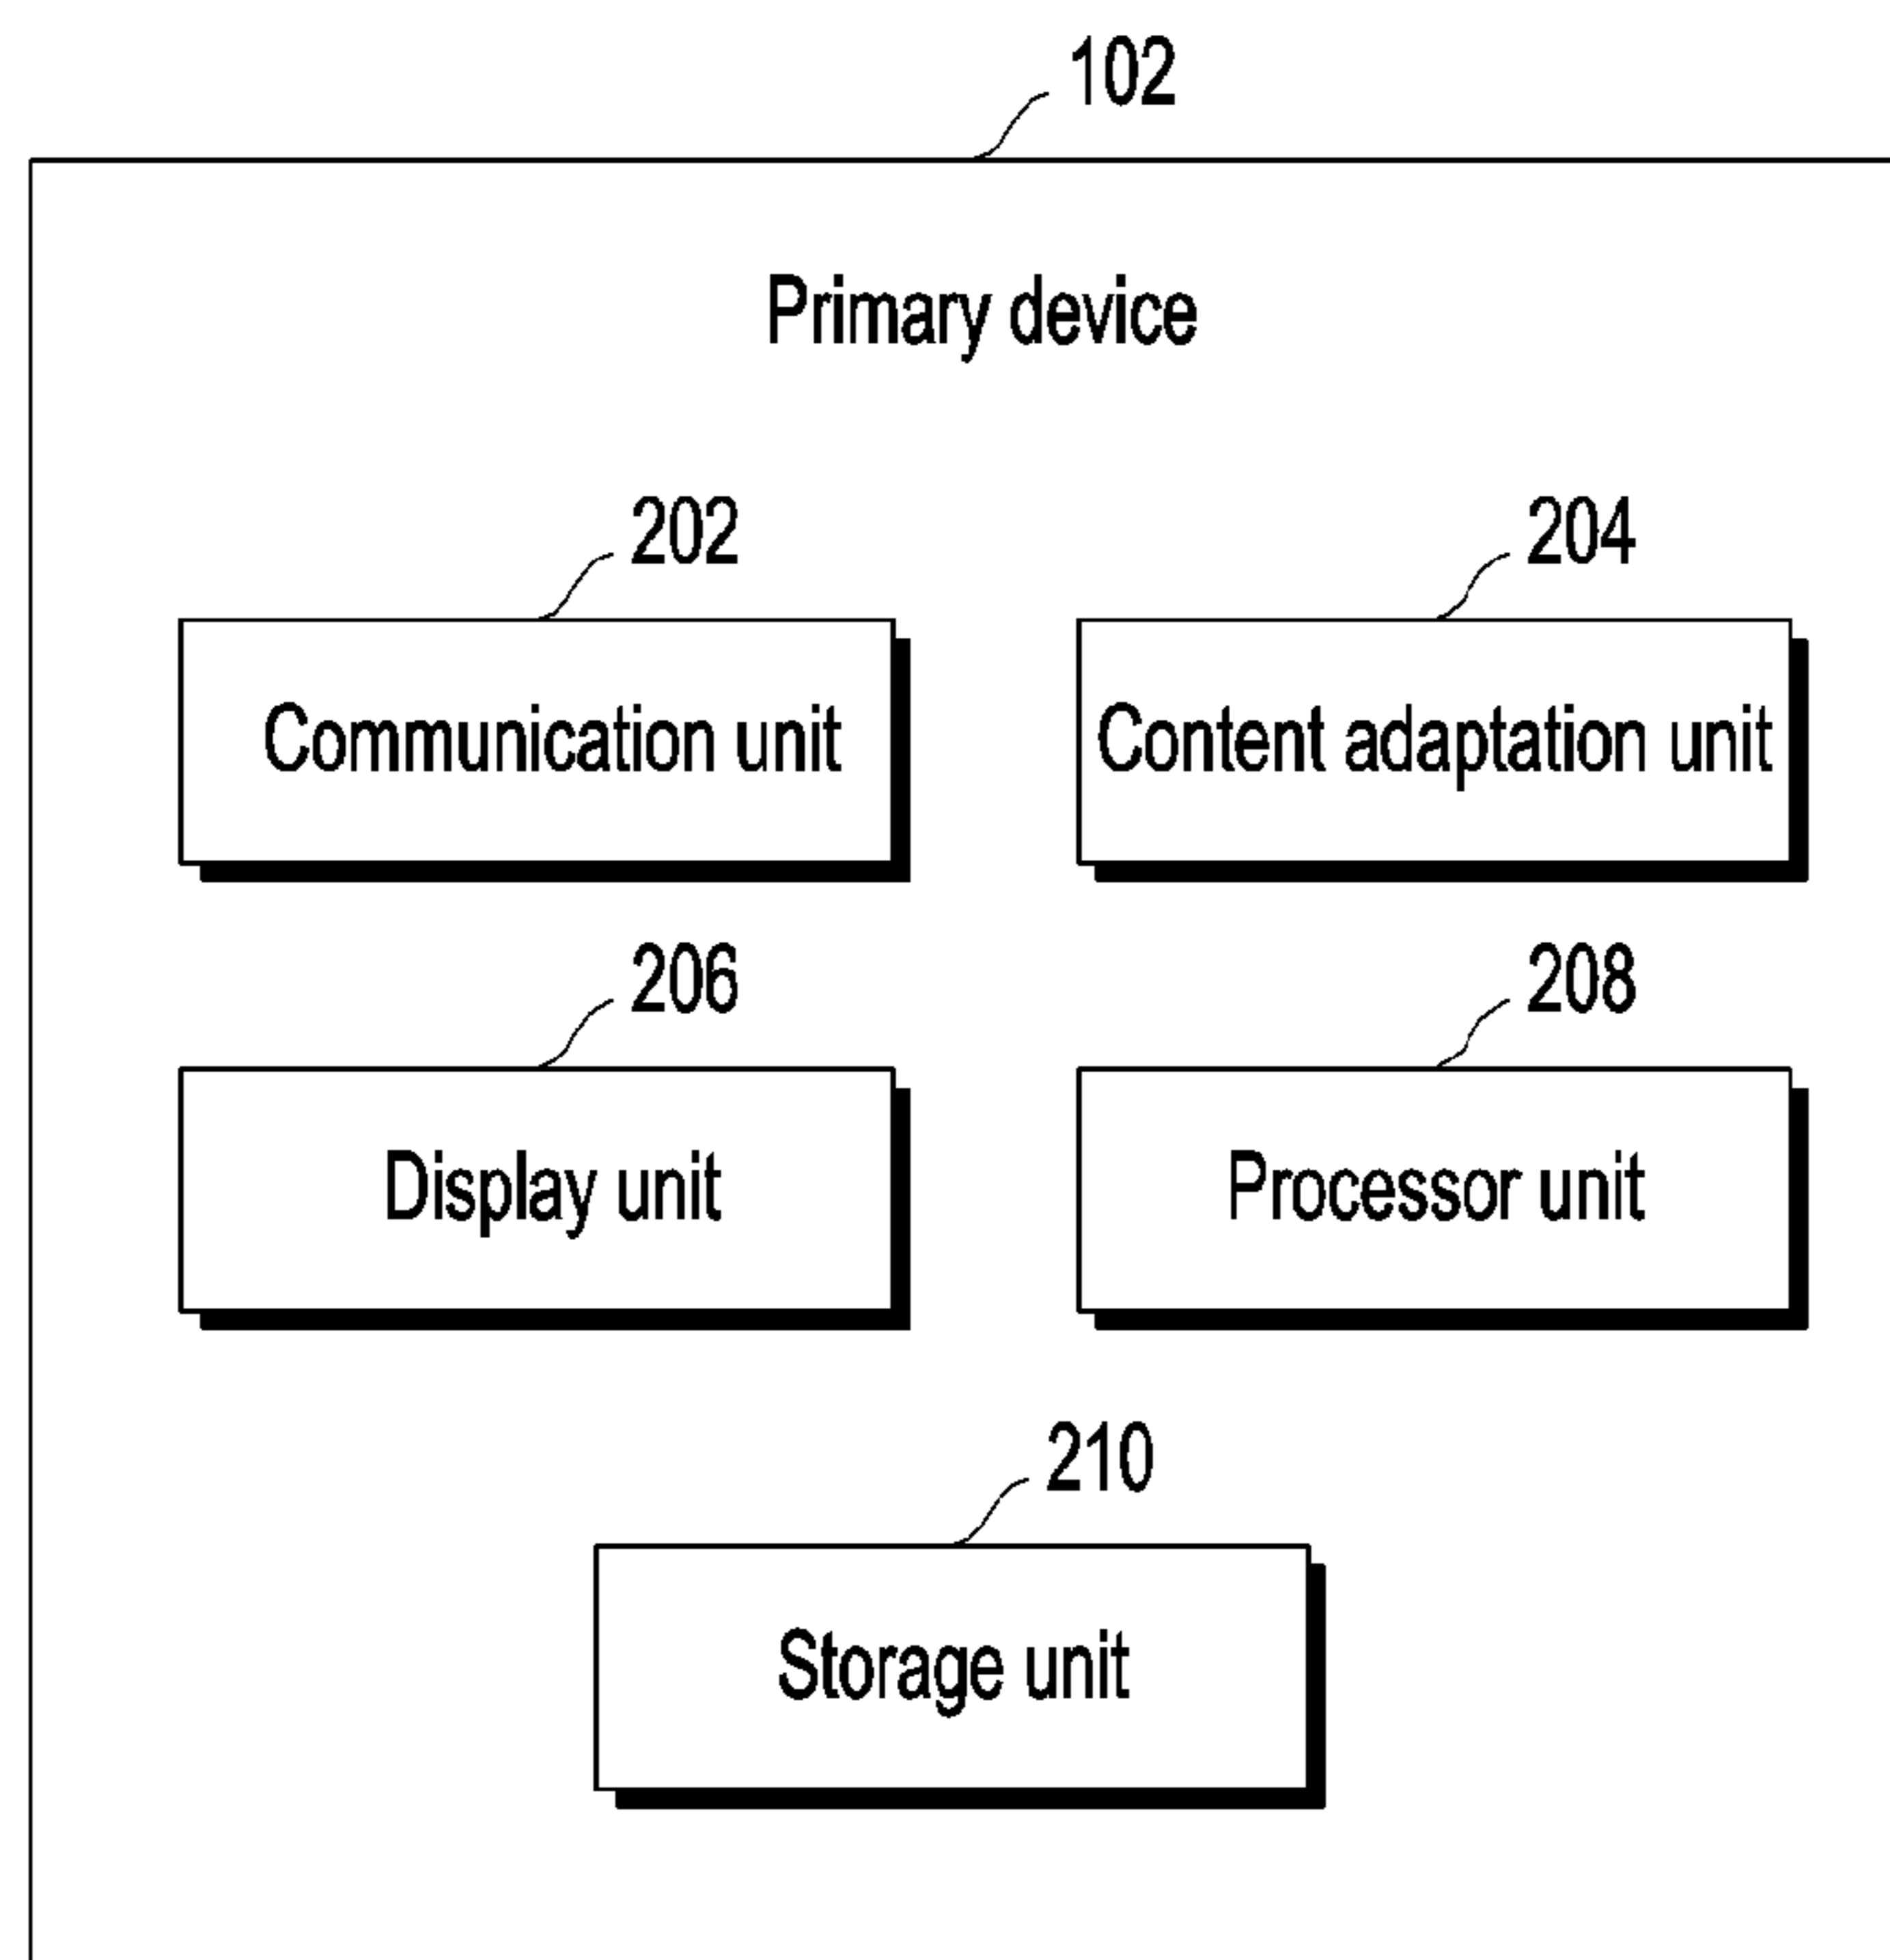 102
Primary device
202
204
Communication unit
Content adaptation unit
206
208
Display unit
Processor unit
210
Storage unit